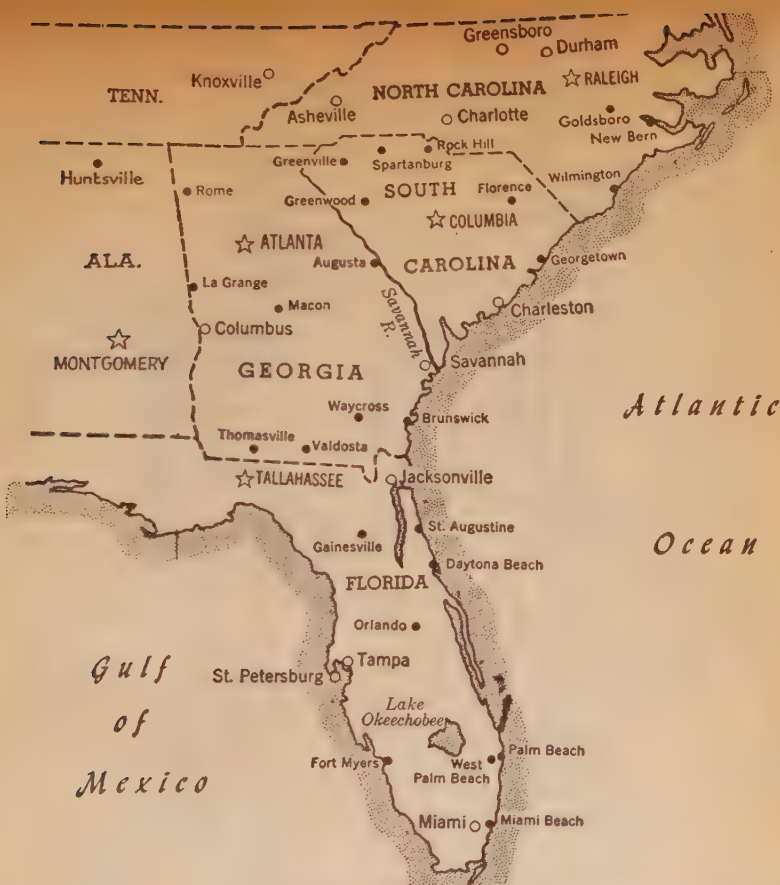 Greensboro
Durham
Knoxville
TENN.
NORTH CAROLINA
RALEIGH
Asheville
Charlotte
Goldsboro
New Bern
Huntsville
Greenville
Spartanburg
Rock Hill
Rome
Greenwood
SOUTH
Florence
Wilmington
COLUMBIA
ATLANTA
ALA.
Augusta
CAROLINA
Georgetown
La Grange
Macon
Savannah
R.
Charleston
Columbus
MONTGOMERY
GEORGIA
Savannah
Waycross
Brunswick
Atlantic
Thomasville
Valdosta
TALLAHASSEE
Jacksonville
St. Augustine
Gainesville
Ocean
Daytona Beach
FLORIDA
Orlando
Gulf
of
Mexico
Tampa
St. Petersburg
Lake
Okeechobee
Fort Myers
West
Palm Beach
Palm Beach
Miami
Miami Beach